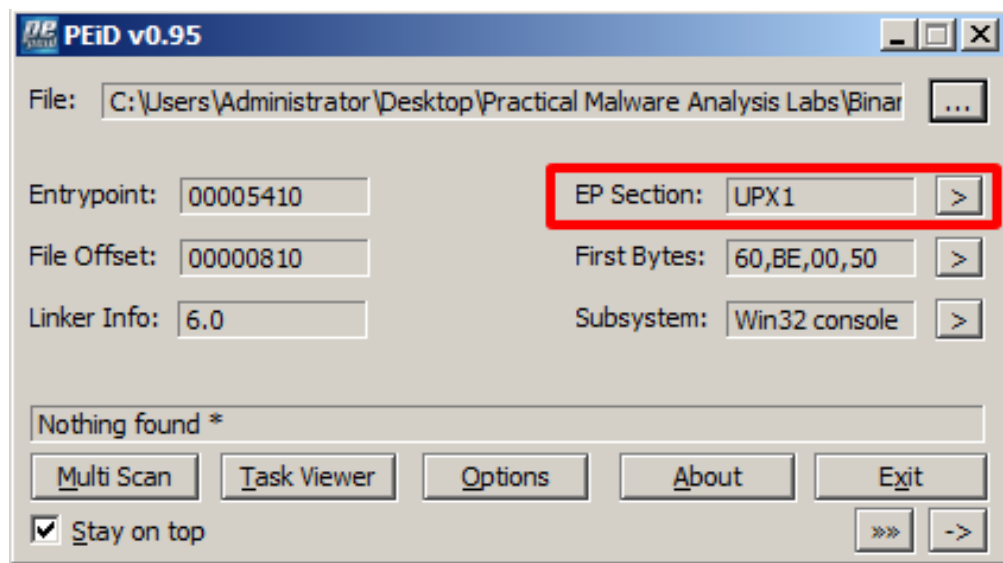 PEiD v0.95
File: C:\Users\Administrator\Desktop\Practical Malware Analysis Labs\Binar ...
Entrypoint: 00005410 EP Section: UPX1 >
File Offset: 00000810 First Bytes: 60,BE,00,50 >
Linker Info: 6.0 Subsystem: Win32 console >
Nothing found *
Multi Scan Task Viewer Options About Exit
Stay on top »» ->